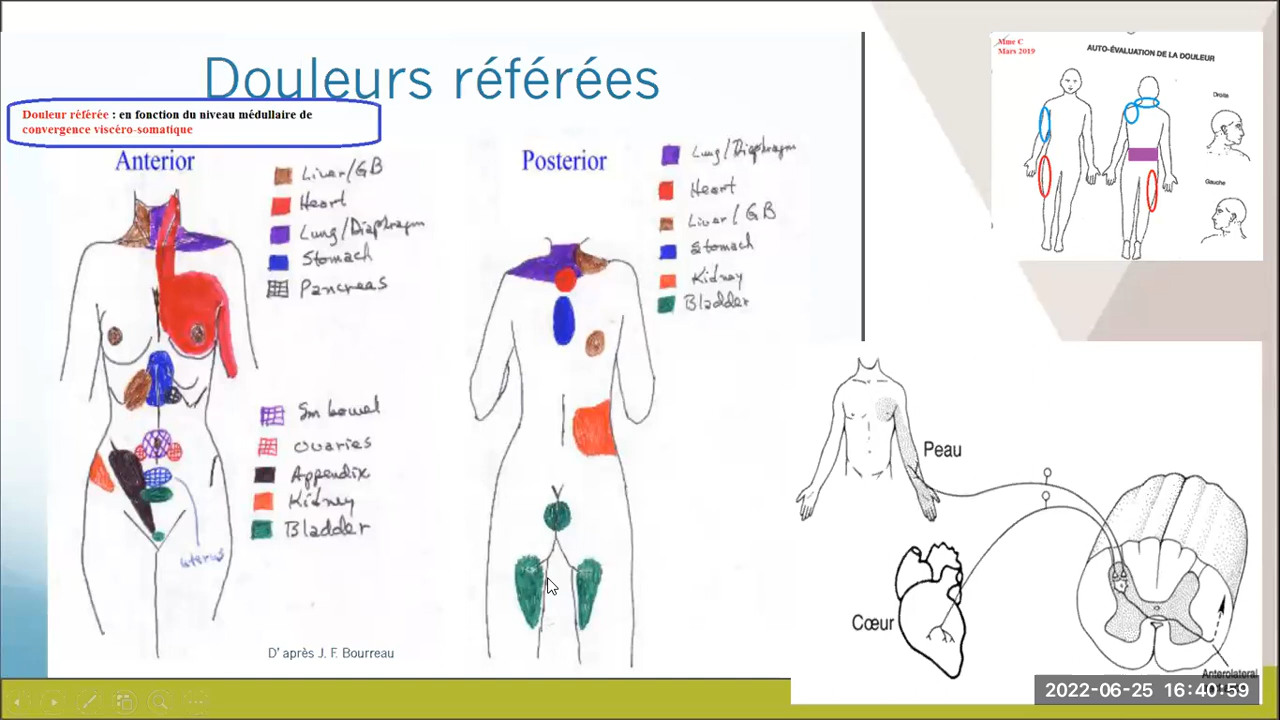 Douleurs référées
Douleur référée : en fonction du niveau médullaire de
convergence viscéro-somatique
Anterior
Liver/GB
Heart
Lung/Diaphragm
Stomach
Pancreas
Sm bowel
ovaries
Appendix
Kidney
Bladder
uterus
D' après J. F. Bourreau
Posterior
Lung/Diaphragm
Heart
Liver / GB
Stomach
Kidney
Bladder
Mme C
Mars 2019
AUTO-ÉVALUATION DE LA DOULEUR
Droite
Gauche
Peau
Cœur
Anterolateral
2022-06-25 16:40:59